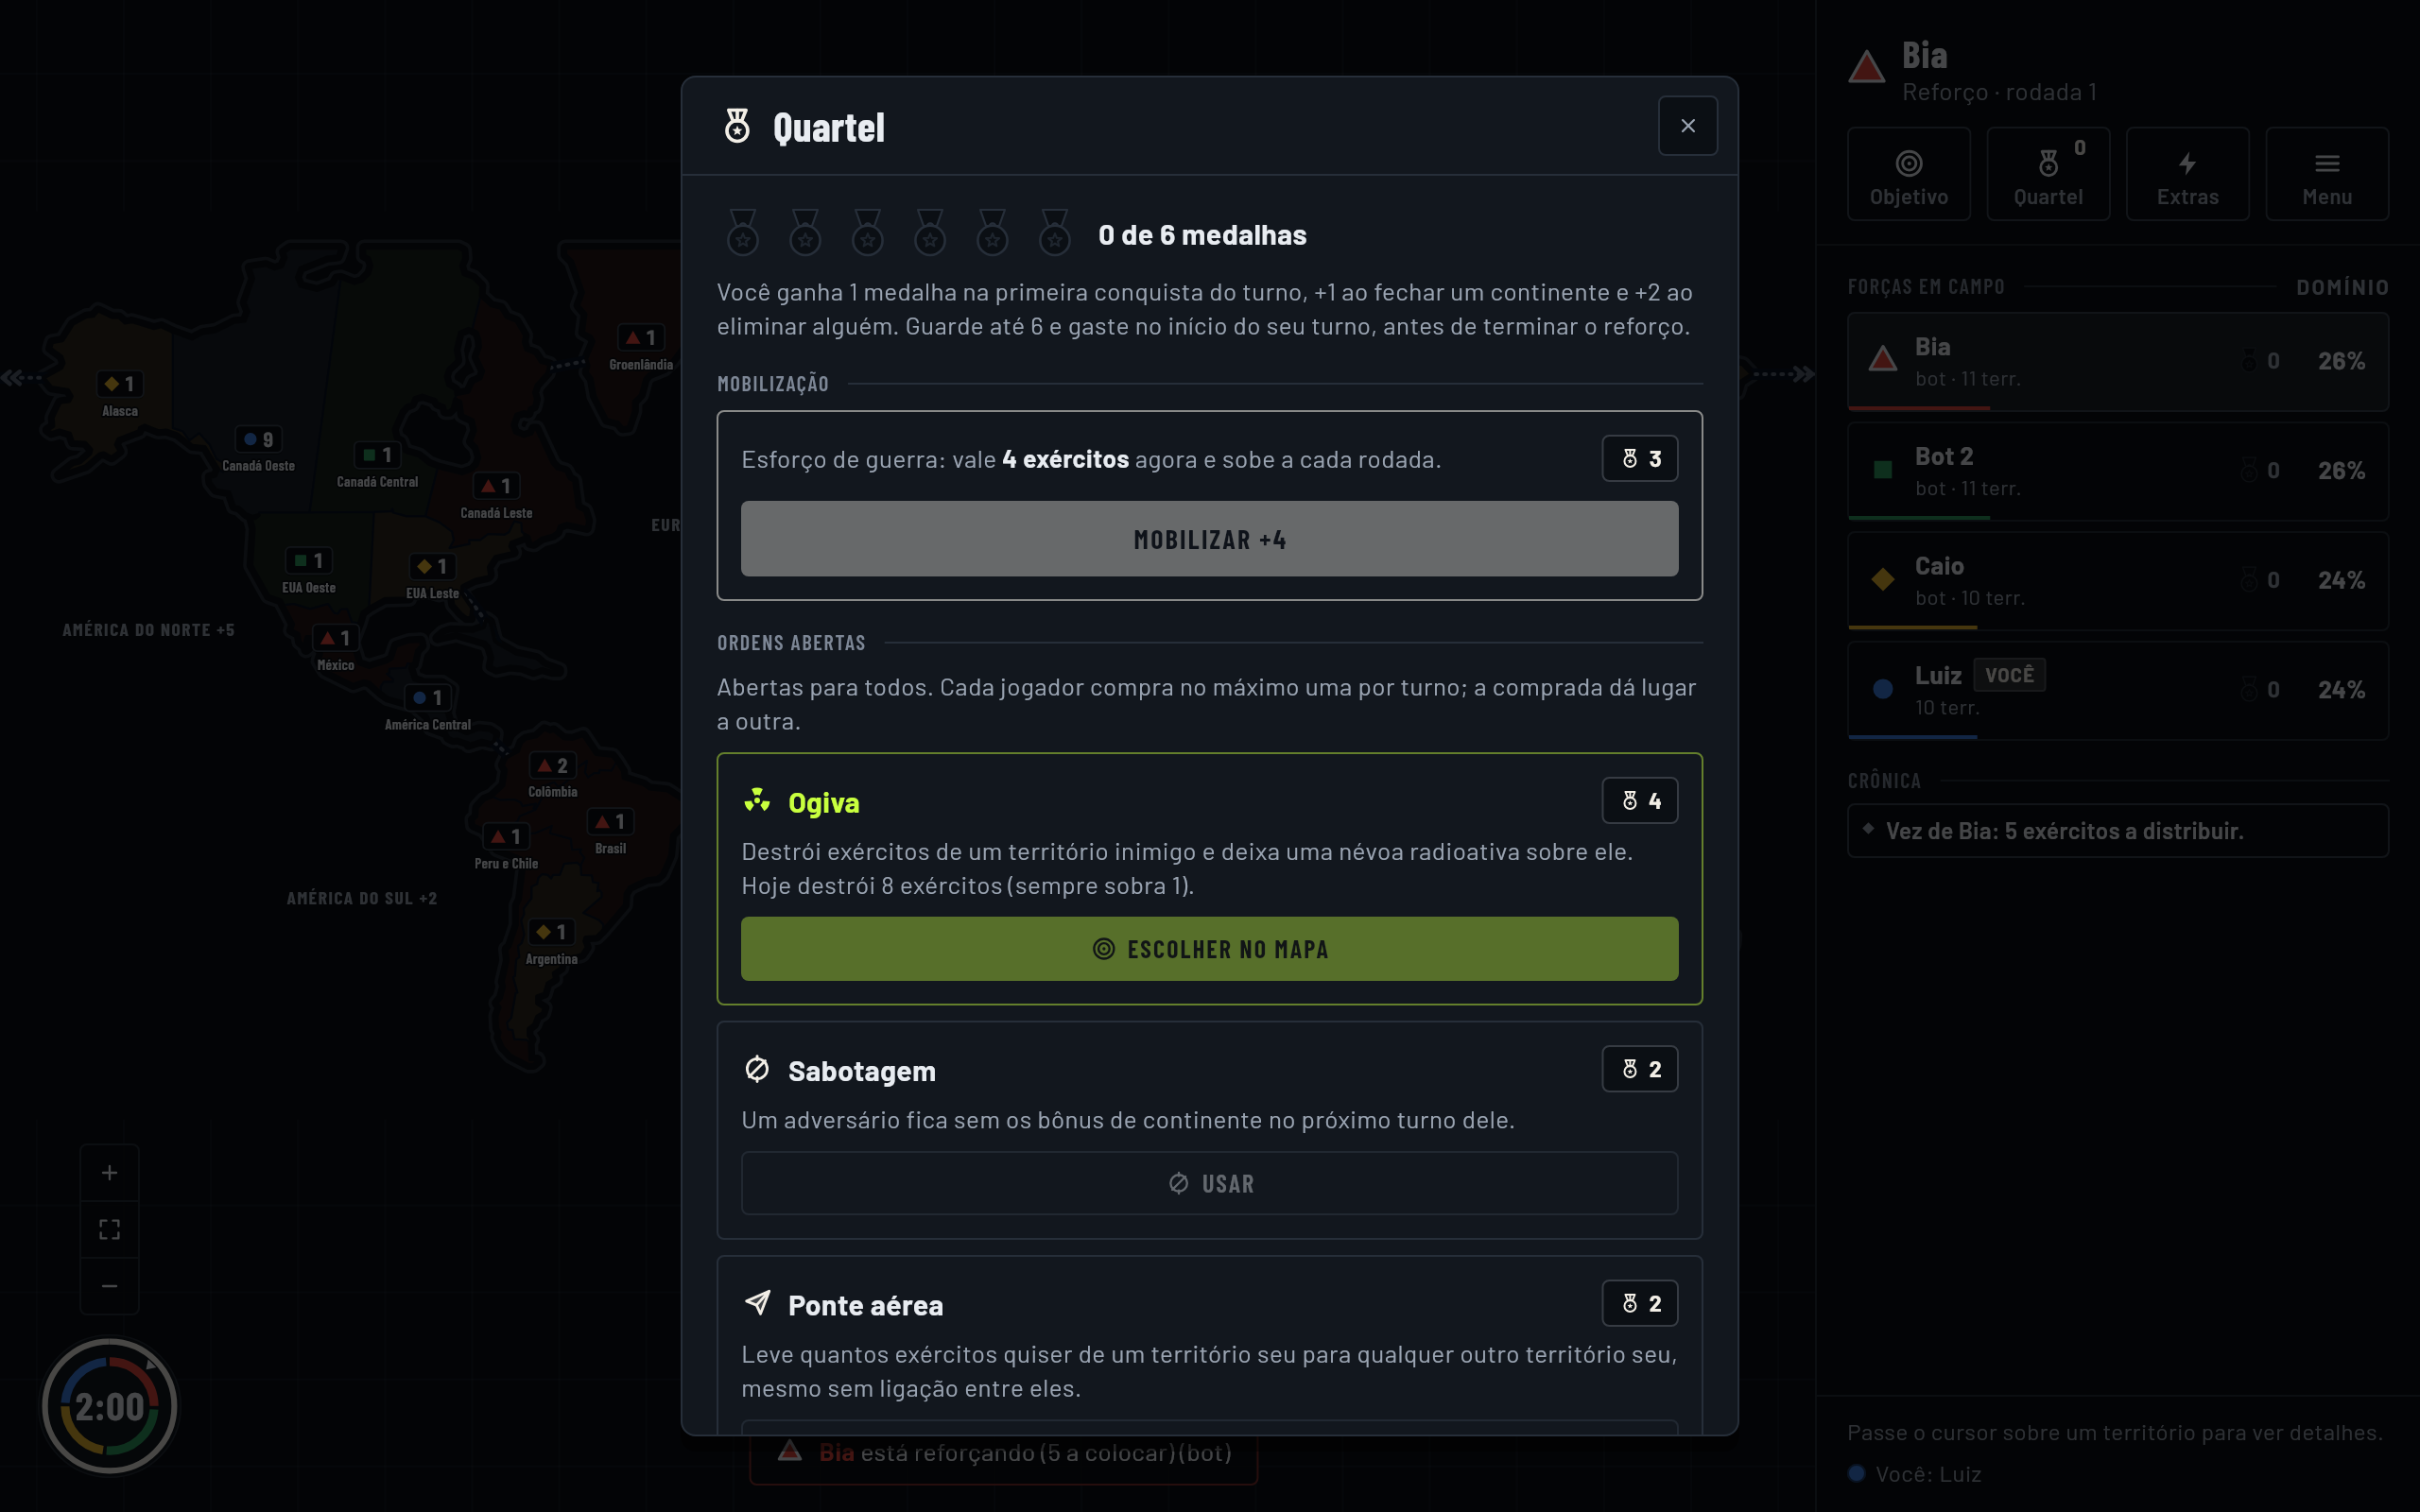 Quartel
0 de 6 medalhas
Você ganha 1 medalha na primeira conquista do turno, +1 ao fechar um continente e +2 ao
eliminar alguém. Guarde até 6 e gaste no início do seu turno, antes de terminar o reforço.
MOBILIZAÇÃO
Esforço de guerra: vale 4 exércitos agora e sobe a cada rodada.
3
MOBILIZAR +4
ORDENS ABERTAS
Abertas para todos. Cada jogador compra no máximo uma por turno; a comprada dá lugar
a outra.
Ogiva
4
Destrói exércitos de um território inimigo e deixa uma névoa radioativa sobre ele.
Hoje destrói 8 exércitos (sempre sobra 1).
ESCOLHER NO MAPA
Sabotagem
2
Um adversário fica sem os bônus de continente no próximo turno dele.
USAR
Ponte aérea
2
Leve quantos exércitos quiser de um território seu para qualquer outro território seu,
mesmo sem ligação entre eles.
1
Groenlândia
1
Alasca
9
Canadá Oeste
1
Canadá Central
1
Canadá Leste
EUR
1
EUA Oeste
1
EUA Leste
AMÉRICA DO NORTE +5
1
México
1
América Central
2
Colômbia
1
Peru e Chile
1
Brasil
AMÉRICA DO SUL +2
1
Argentina
+
−
2:00
Bia está reforçando (5 a colocar) (bot)
Bia
Reforço · rodada 1
Objetivo
0
Quartel
Extras
Menu
FORÇAS EM CAMPO
DOMÍNIO
Bia
bot · 11 terr.
0
26%
Bot 2
bot · 11 terr.
0
26%
Caio
bot · 10 terr.
0
24%
Luiz VOCÊ
10 terr.
0
24%
CRÔNICA
Vez de Bia: 5 exércitos a distribuir.
Passe o cursor sobre um território para ver detalhes.
Você: Luiz